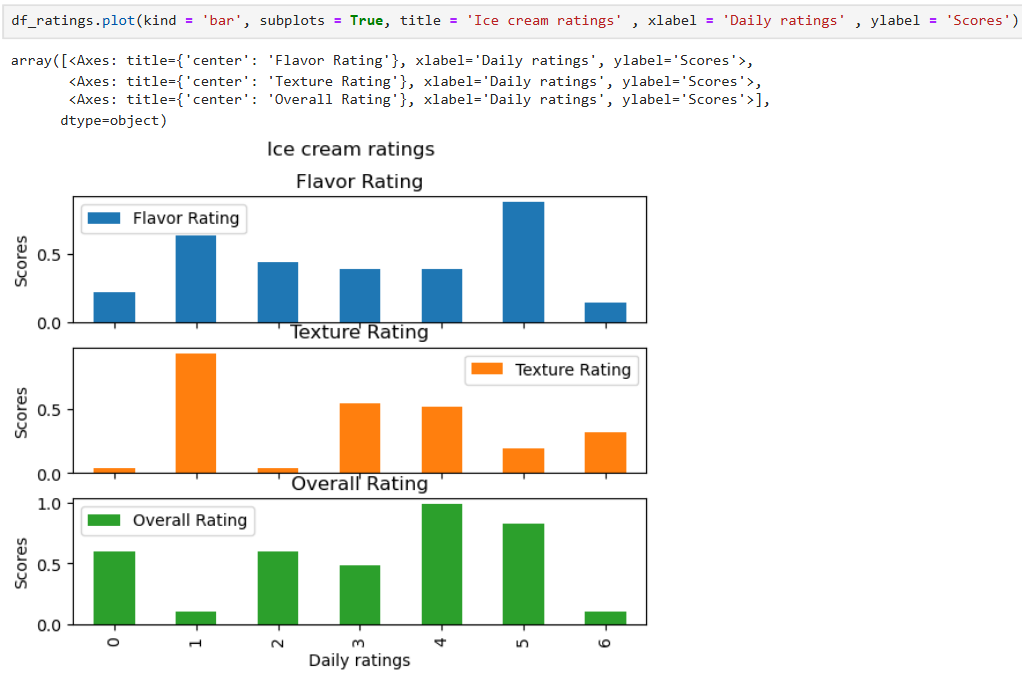 df_ratings.plot(kind = 'bar', subplots = True, title = 'Ice cream ratings' , xlabel = 'Daily ratings' , ylabel = 'Scores')
array([<Axes: title={'center': 'Flavor Rating'}, xlabel='Daily ratings', ylabel='Scores'>,
<Axes: title={'center': 'Texture Rating'}, xlabel='Daily ratings', ylabel='Scores'>,
<Axes: title={'center': 'Overall Rating'}, xlabel='Daily ratings', ylabel='Scores'>],
dtype=object)
Ice cream ratings
Flavor Rating
Flavor Rating
Scores
0.5
0.0
Texture Rating
Texture Rating
Scores
0.5
0.0
Overall Rating
1.0
Overall Rating
Scores
0.5
0.0
0 1 2 3 4 5 6
Daily ratings